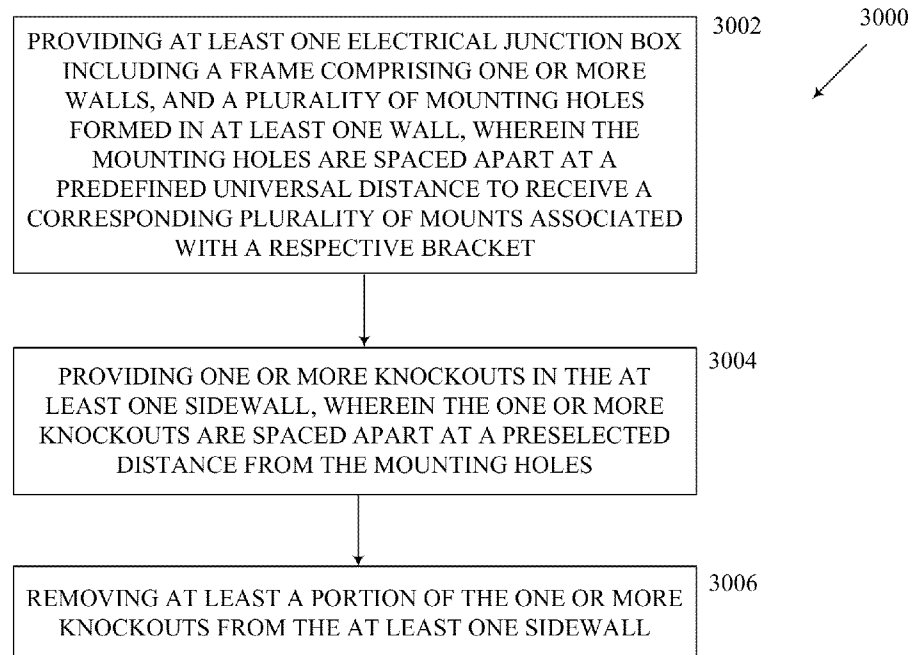 3000
3002
PROVIDING AT LEAST ONE ELECTRICAL JUNCTION BOX
INCLUDING A FRAME COMPRISING ONE OR MORE
WALLS, AND A PLURALITY OF MOUNTING HOLES
FORMED IN AT LEAST ONE WALL, WHEREIN THE
MOUNTING HOLES ARE SPACED APART AT A
PREDEFINED UNIVERSAL DISTANCE TO RECEIVE A
CORRESPONDING PLURALITY OF MOUNTS ASSOCIATED
WITH A RESPECTIVE BRACKET
3004
PROVIDING ONE OR MORE KNOCKOUTS IN THE AT
LEAST ONE SIDEWALL, WHEREIN THE ONE OR MORE
KNOCKOUTS ARE SPACED APART AT A PRESELECTED
DISTANCE FROM THE MOUNTING HOLES
3006
REMOVING AT LEAST A PORTION OF THE ONE OR MORE
KNOCKOUTS FROM THE AT LEAST ONE SIDEWALL